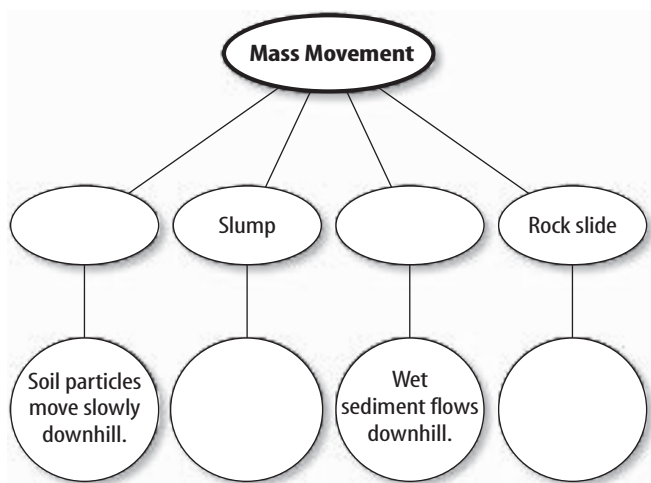 Mass Movement
Slump
Rock slide
Soil particles
move slowly
downhill.
Wet
sediment flows
downhill.